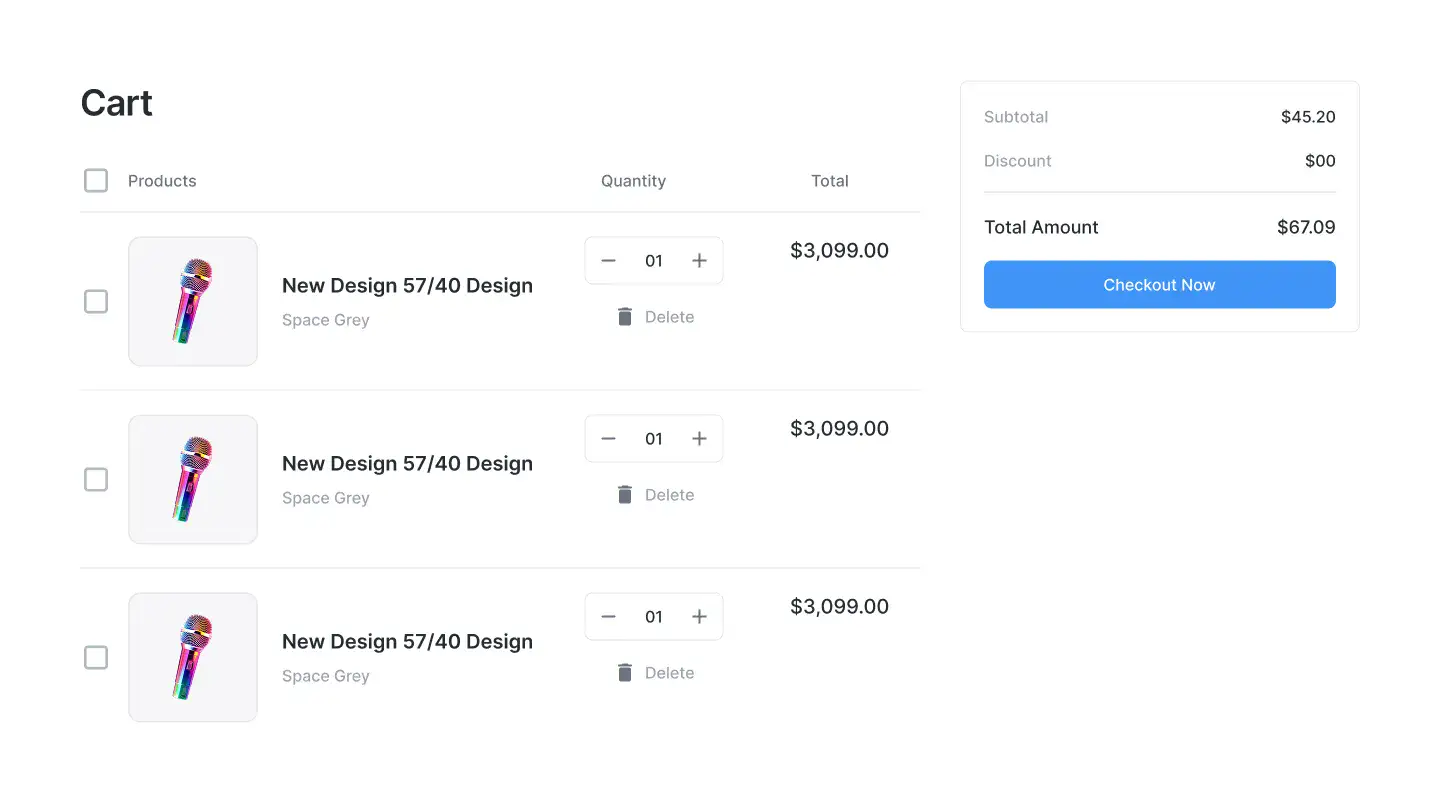 Cart
Products Quantity Total
New Design 57/40 Design
Space Grey
01
Delete
$3,099.00
New Design 57/40 Design
Space Grey
01
Delete
$3,099.00
New Design 57/40 Design
Space Grey
01
Delete
$3,099.00
Subtotal $45.20
Discount $00
Total Amount $67.09
Checkout Now